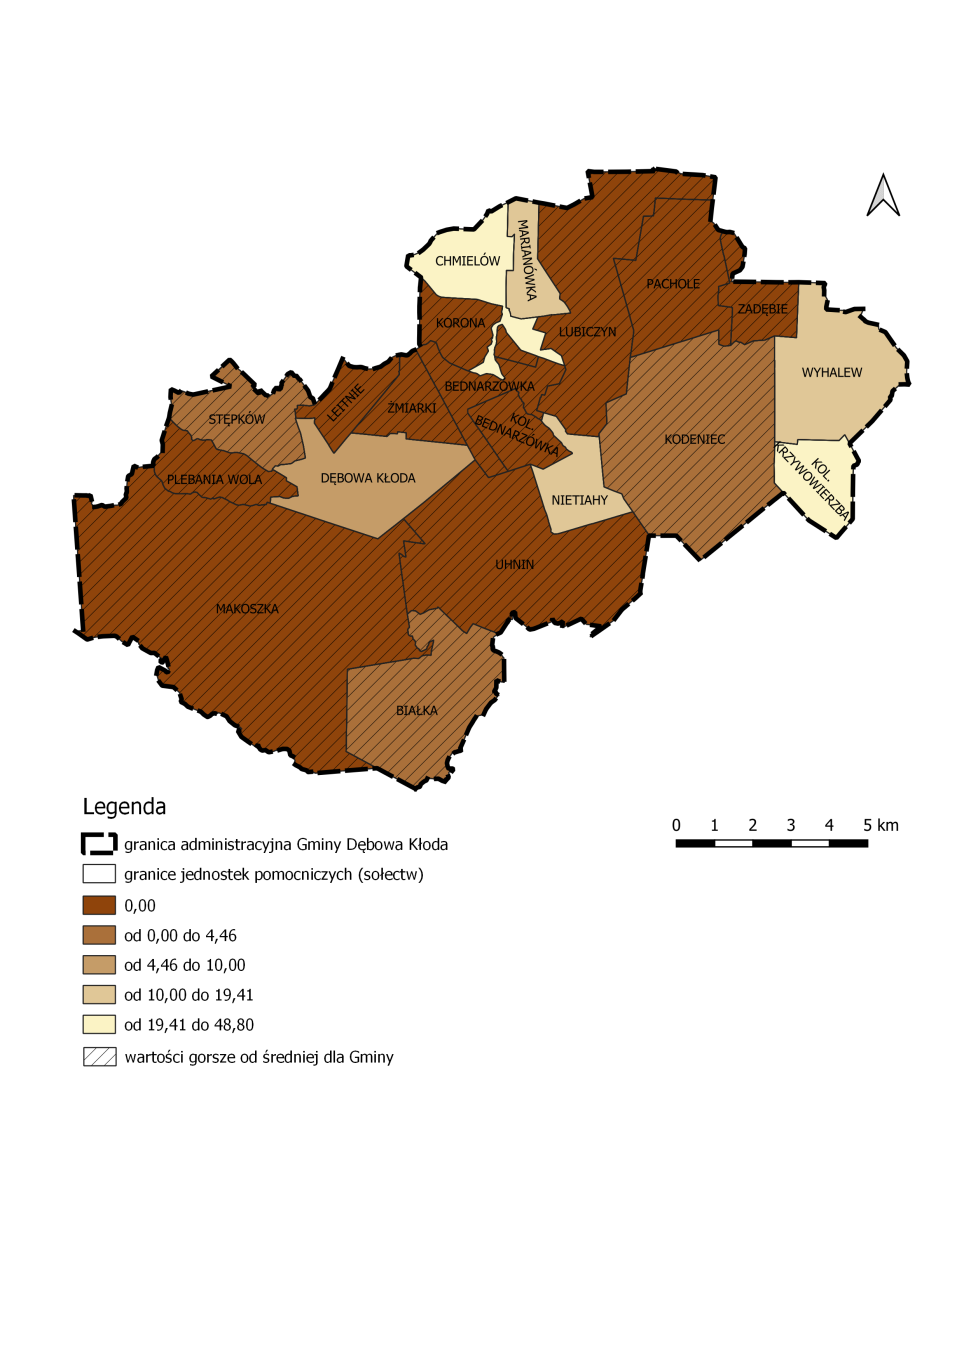 MARIANÓWKA
CHMIELÓW
PACHOLE
ZADĘBIE
KORONA
LUBICZYN
WYHALEW
BEDNARZÓWKA
LEITNIE
ŻMIARKI
STĘPKÓW
KOL.
BEDNARZÓWKA
KODENIEC
KOL.
KRZYWOWIERZBA
PLEBANIA WOLA
DĘBOWA KŁODA
NIETIAHY
UHNIN
MAKOSZKA
BIAŁKA
Legenda
granica administracyjna Gminy Dębowa Kłoda
granice jednostek pomocniczych (sołectw)
0,00
od 0,00 do 4,46
od 4,46 do 10,00
od 10,00 do 19,41
od 19,41 do 48,80
wartości gorsze od średniej dla Gminy
0 1 2 3 4 5 km